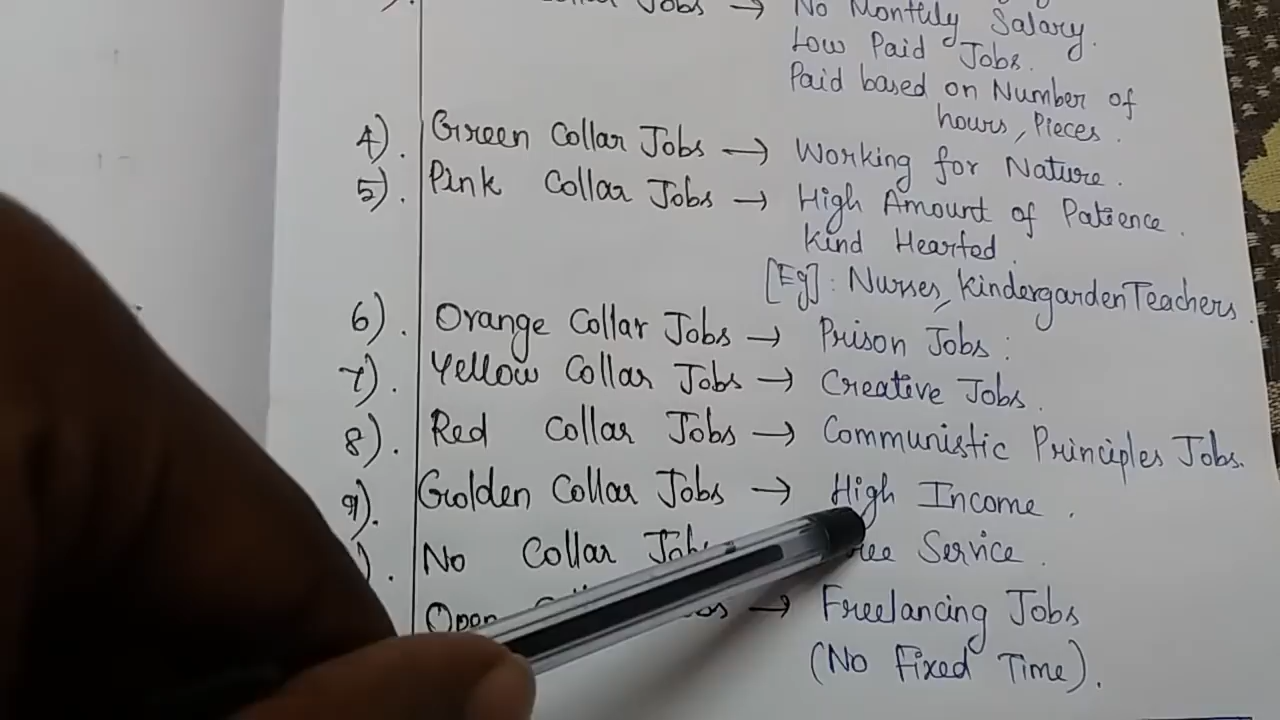 Jobs → No Monthly Salary.
Low Paid Jobs.
Paid based on Number of
hours, Pieces.
4). Green Collar Jobs → Working for Nature.
5). Pink Collar Jobs → High Amount of Patience.
Kind Hearted.
[Eg]: Nurses, Kindergarden Teachers.
6). Orange Collar Jobs → Prison Jobs:
7). Yellow Collar Jobs → Creative Jobs.
8). Red Collar Jobs → Communistic Principles Jobs.
9). Golden Collar Jobs → High Income.
). No Collar Jobs Service.
Open → Freelancing Jobs
(No Fixed Time).